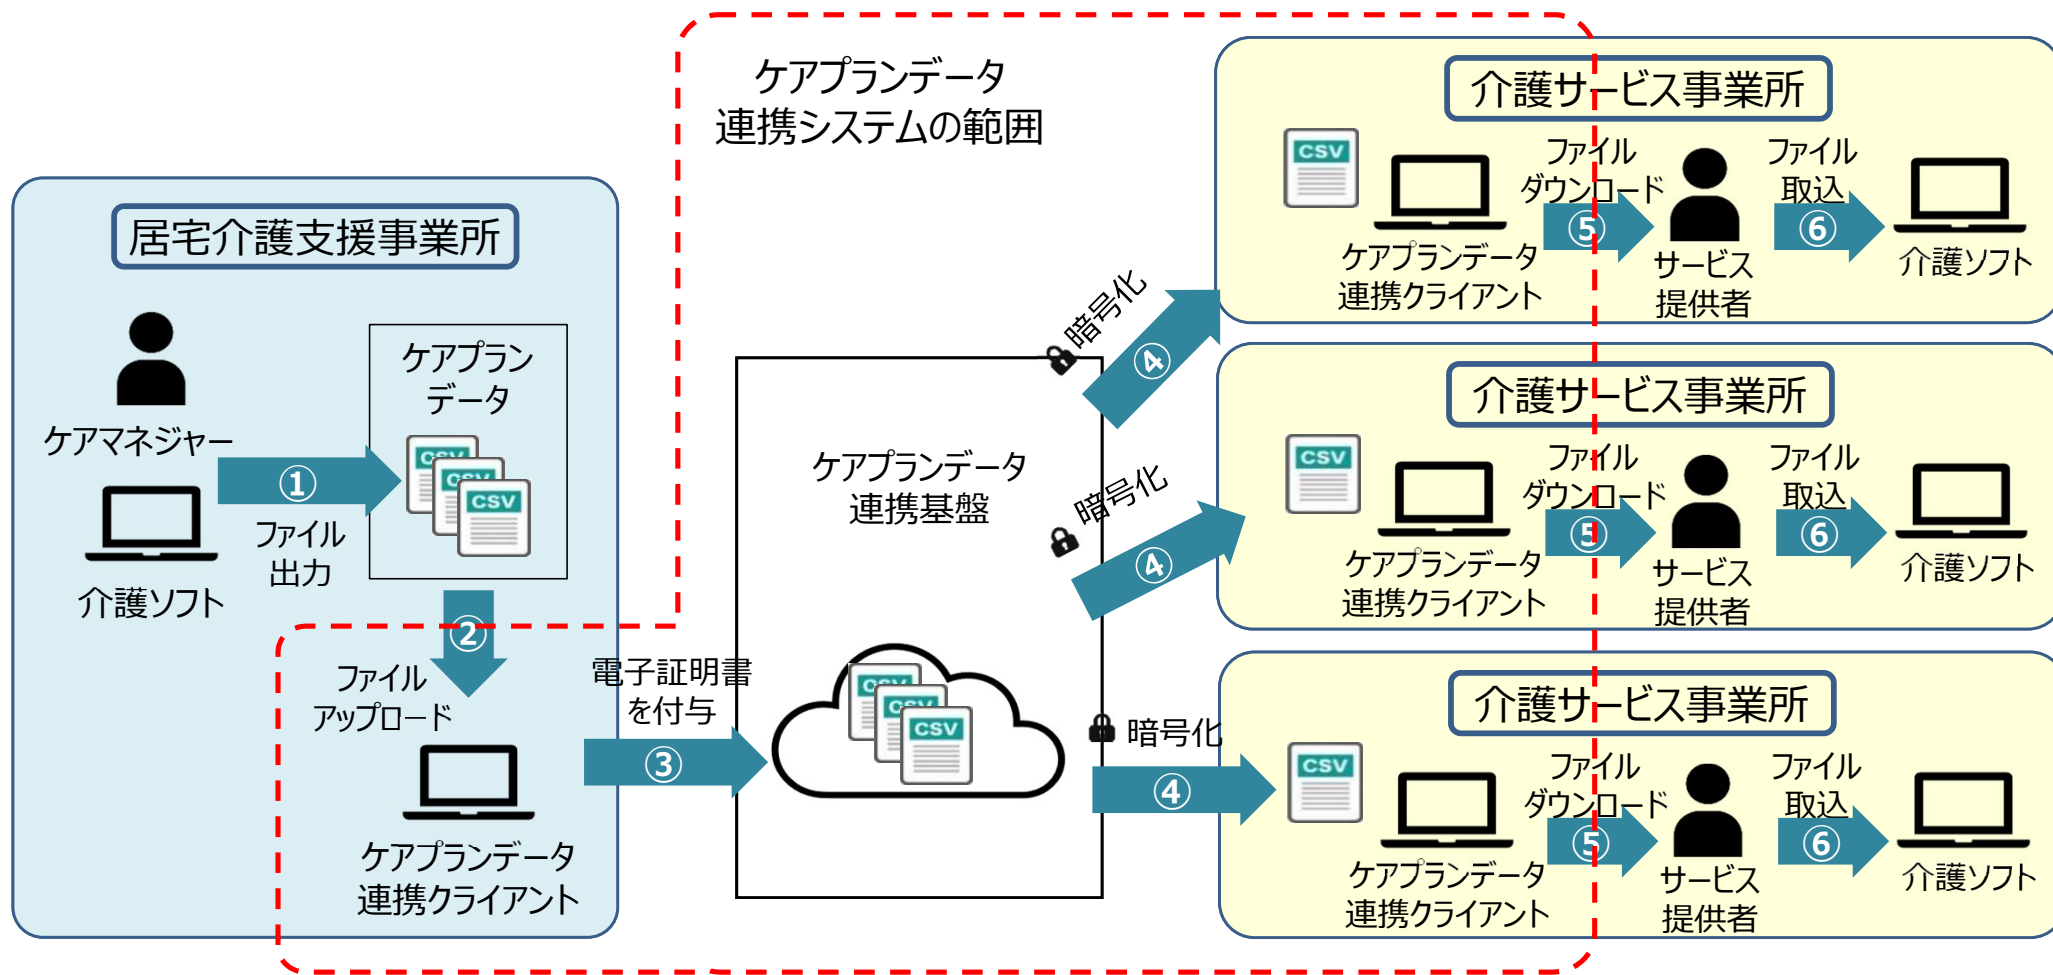 ケアプランデータ
連携システムの範囲
居宅介護支援事業所
ケアマネジャー
介護ソフト
①
ファイル
出力
ケアプラン
データ
CSV
CSV
CSV
②
ファイル
アップロード
ケアプランデータ
連携クライアント
電子証明書
を付与
③
ケアプランデータ
連携基盤
CSV
CSV
CSV
暗号化
④
暗号化
④
暗号化
④
介護サービス事業所
CSV
ケアプランデータ
連携クライアント
ファイル
ダウンロード
⑤
サービス
提供者
ファイル
取込
⑥
介護ソフト
介護サービス事業所
CSV
ケアプランデータ
連携クライアント
ファイル
ダウンロード
⑤
サービス
提供者
ファイル
取込
⑥
介護ソフト
介護サービス事業所
CSV
ケアプランデータ
連携クライアント
ファイル
ダウンロード
⑤
サービス
提供者
ファイル
取込
⑥
介護ソフト